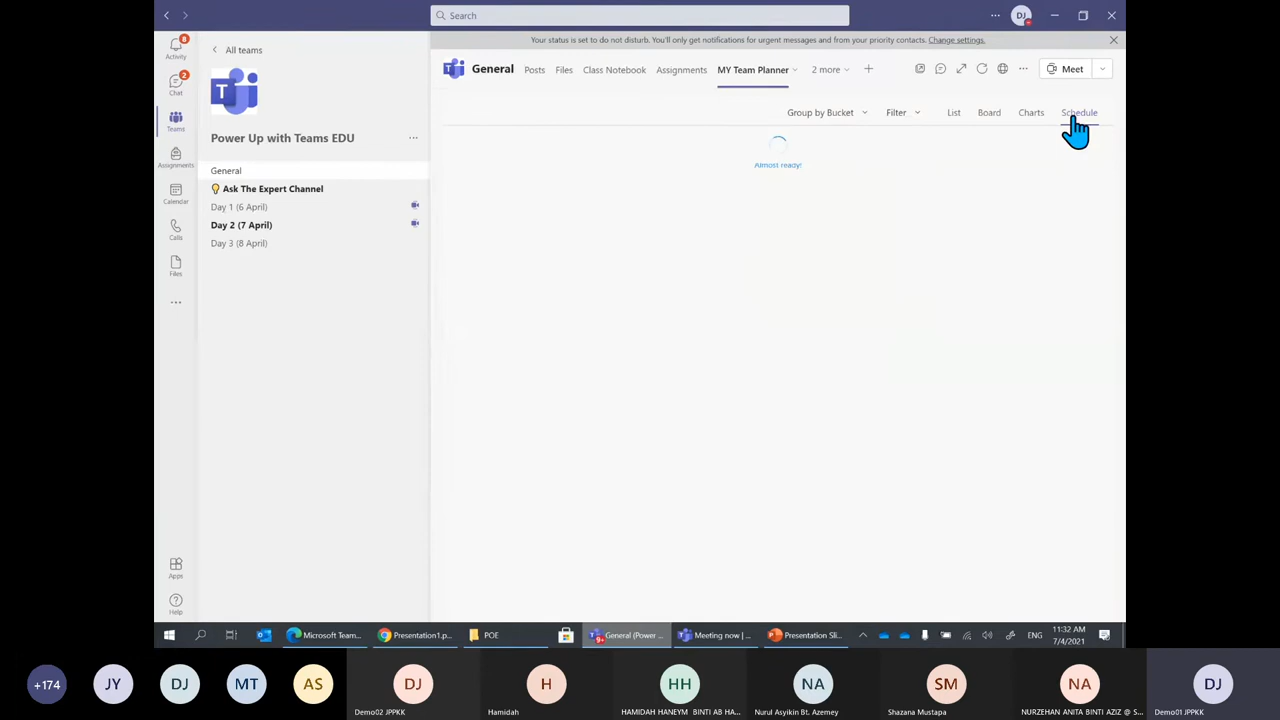 Search
DJ
Your status is set to do not disturb. You'll only get notifications for urgent messages and from your priority contacts. Change settings.
8
Activity
2
Chat
Teams
Assignments
Calendar
Calls
Files
Apps
Help
All teams
T
Power Up with Teams EDU
General
Ask The Expert Channel
Day 1 (6 April)
Day 2 (7 April)
Day 3 (8 April)
General Posts Files Class Notebook Assignments MY Team Planner 2 more Meet
Group by Bucket Filter List Board Charts Schedule
Almost ready!
Microsoft Team... Presentation1.p... POE General (Power ... Meeting now | ... Presentation Sli... ENG 11:32 AM
7/4/2021
9+
+174 JY DJ MT AS DJ H HH NA SM NA DJ
Demo02 JPPKK Hamidah HAMIDAH HANEYM BINTI AB HA... Nurul Asyikin Bt. Azemey Shazana Mustapa NURZEHAN ANITA BINTI AZIZ @ S... Demo01 JPPKK